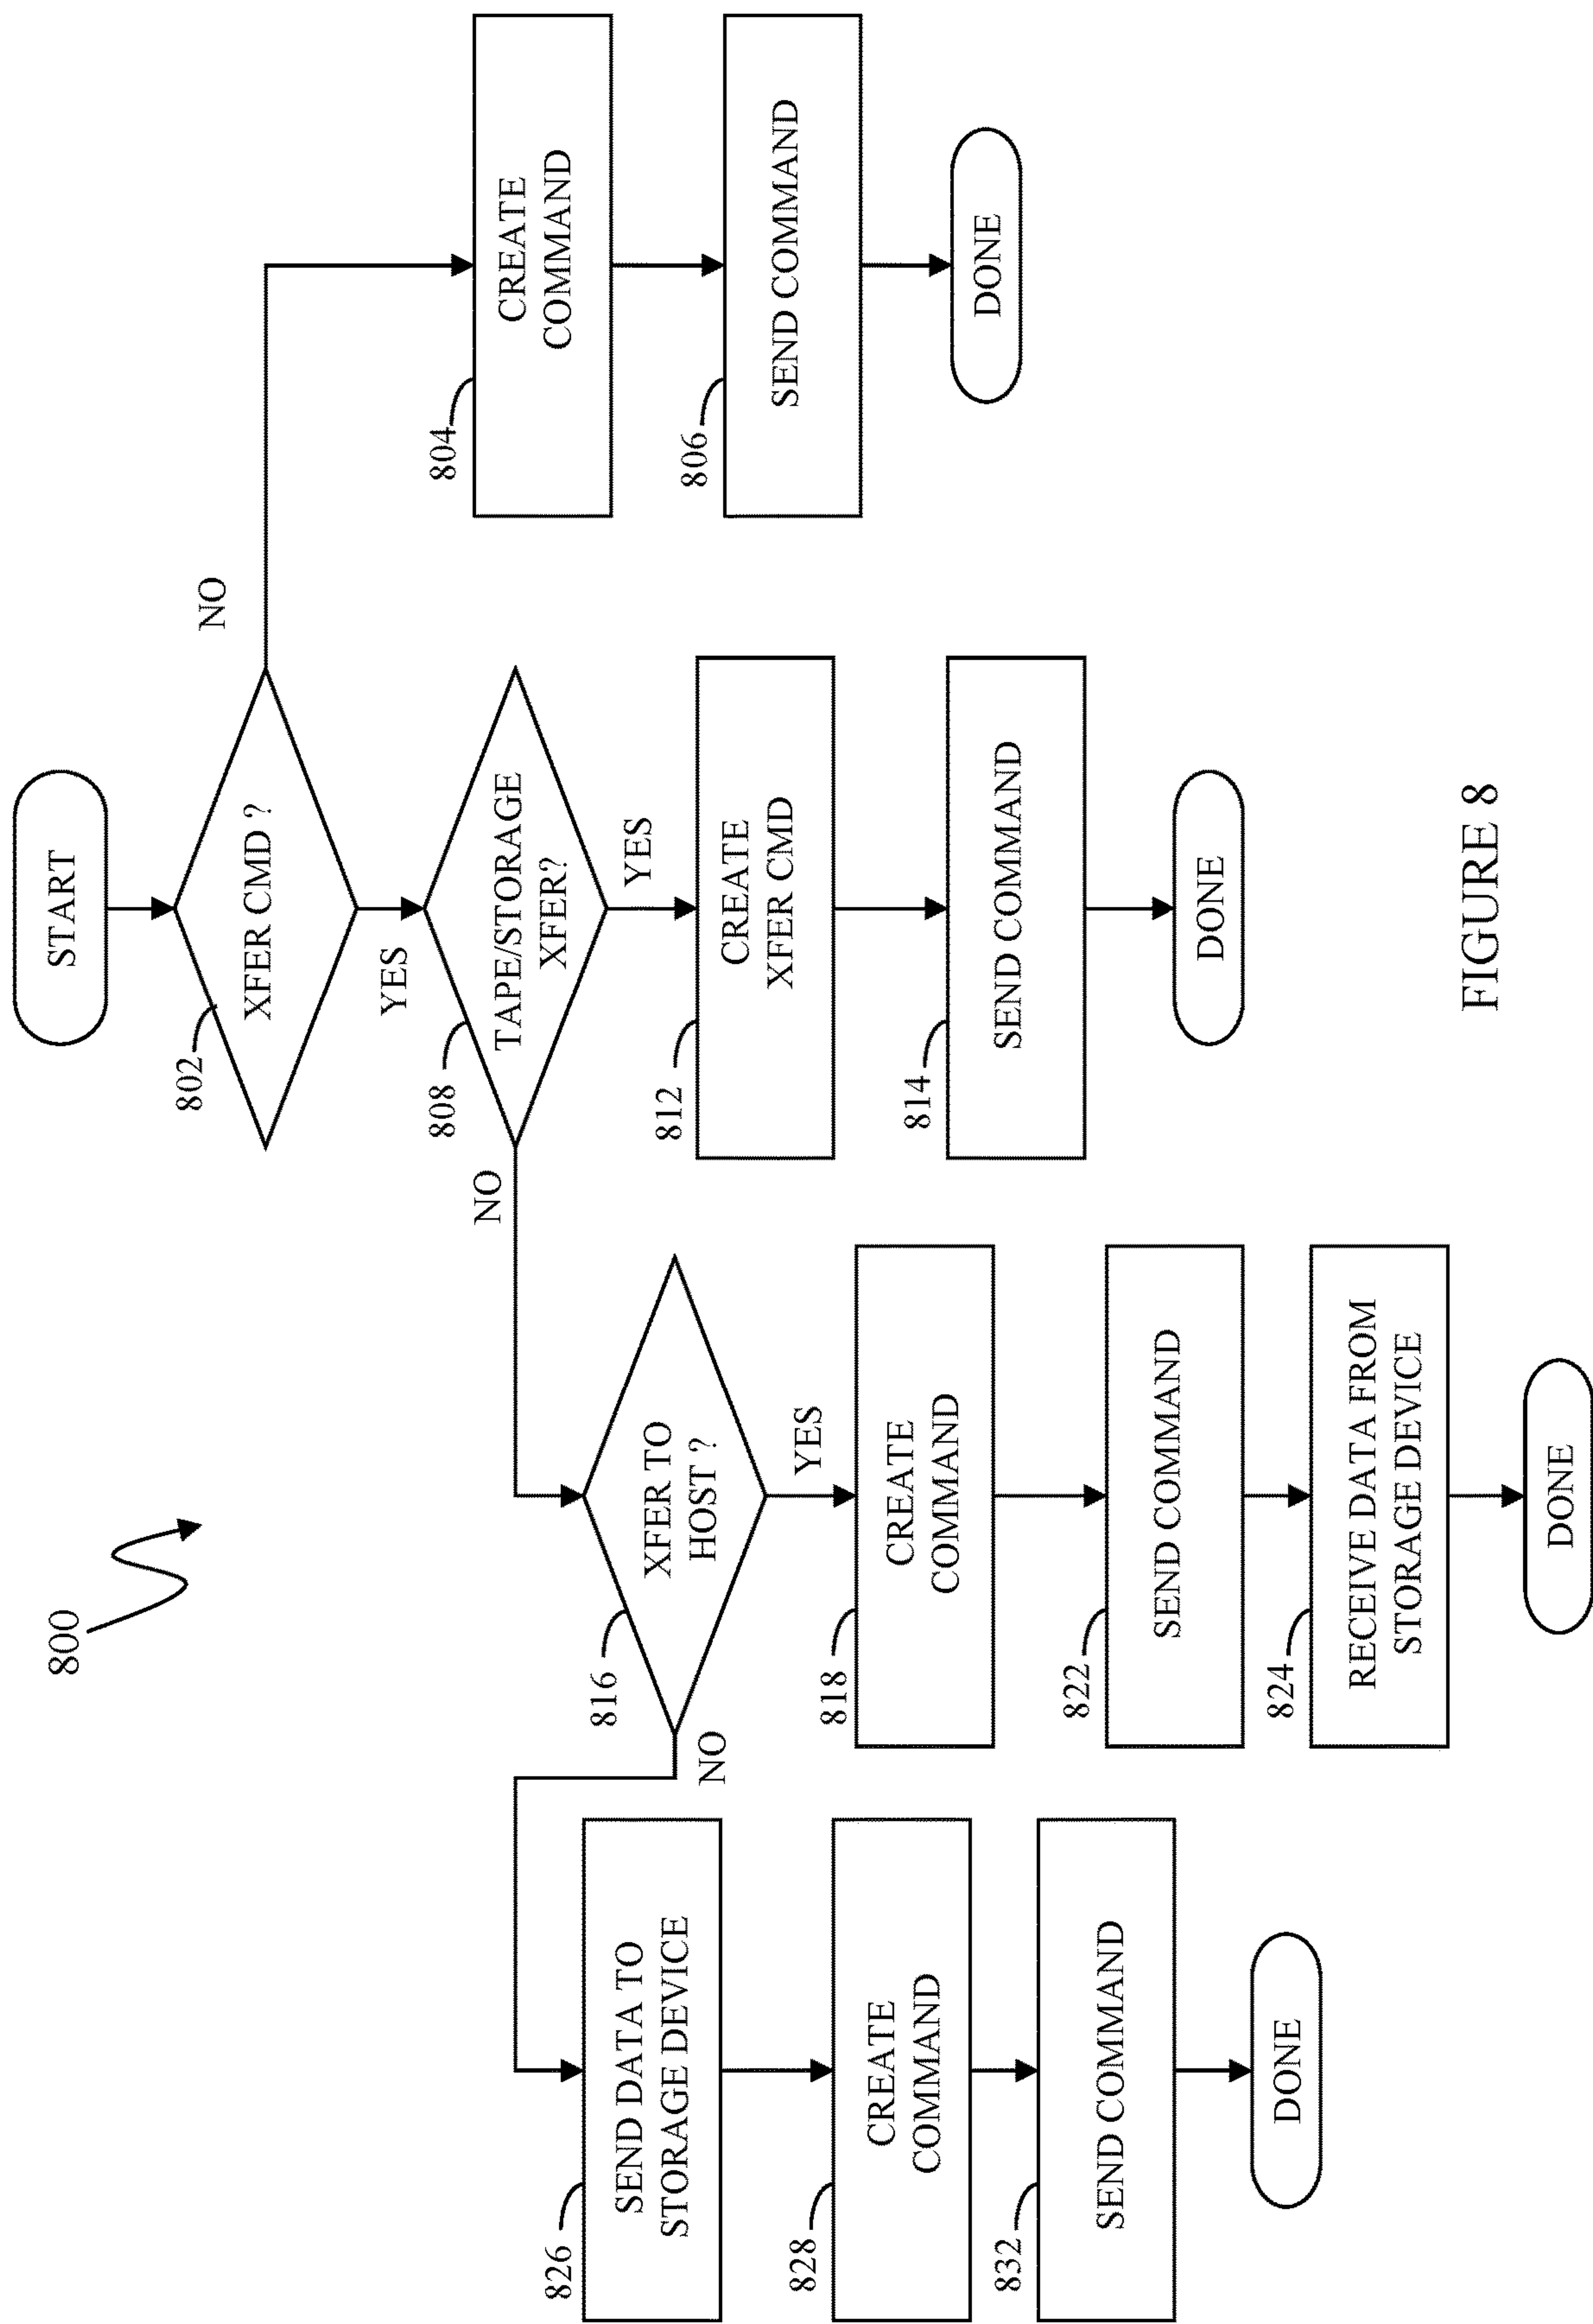 800
START
802
XFER CMD ?
NO
YES
808
TAPE/STORAGE
XFER?
NO
YES
804
CREATE
COMMAND
806
SEND COMMAND
DONE
812
CREATE
XFER CMD
814
SEND COMMAND
DONE
816
XFER TO
HOST ?
NO
YES
818
CREATE
COMMAND
822
SEND COMMAND
824
RECEIVE DATA FROM
STORAGE DEVICE
DONE
826
SEND DATA TO
STORAGE DEVICE
828
CREATE
COMMAND
832
SEND COMMAND
DONE
FIGURE 8